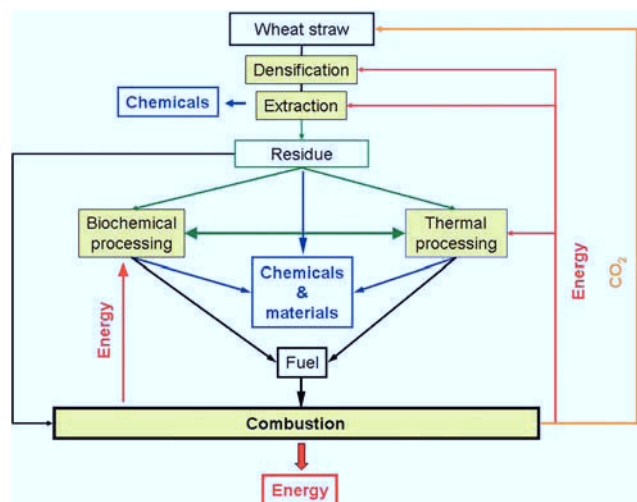 Wheat straw
Densification
Chemicals
Extraction
Residue
Biochemical
processing
Thermal
processing
Chemicals
&
materials
Energy
Energy
CO₂
Fuel
Combustion
Energy